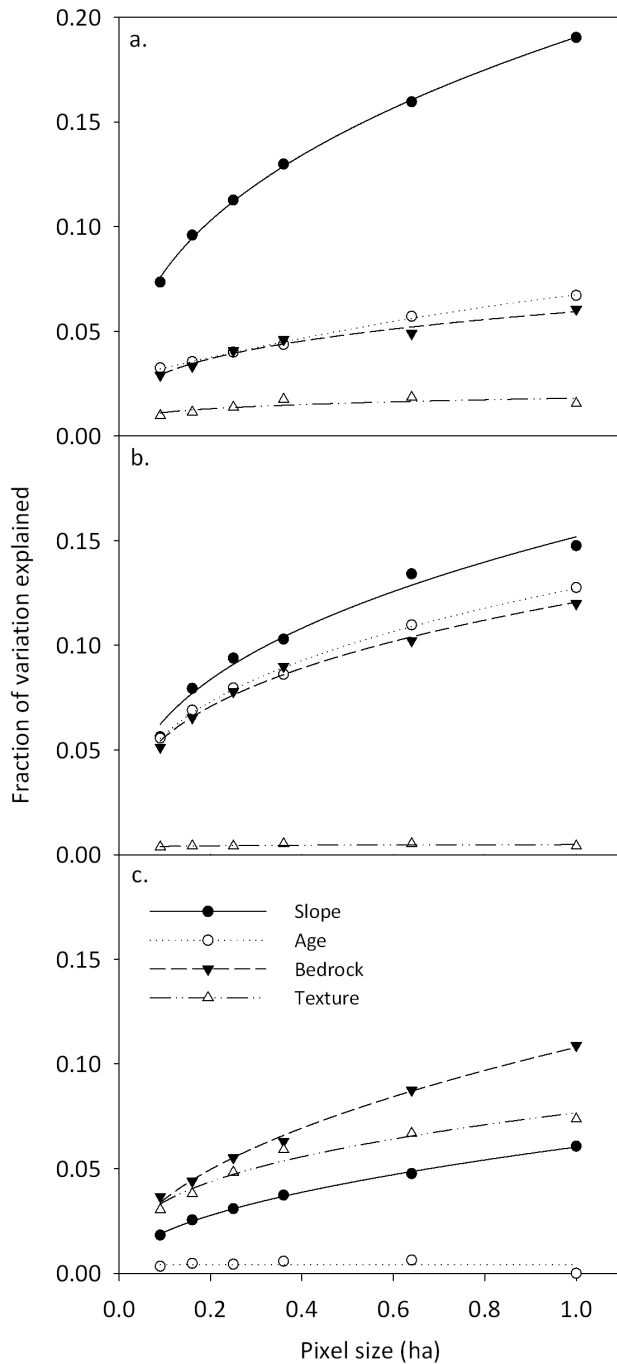 0.20
a.
0.15
0.10
0.05
0.00
b.
0.15
0.10
0.05
0.00
c.
Slope
Age
Bedrock
Texture
0.15
0.10
0.05
0.00
0.0 0.2 0.4 0.6 0.8 1.0
Pixel size (ha)
Fraction of variation explained